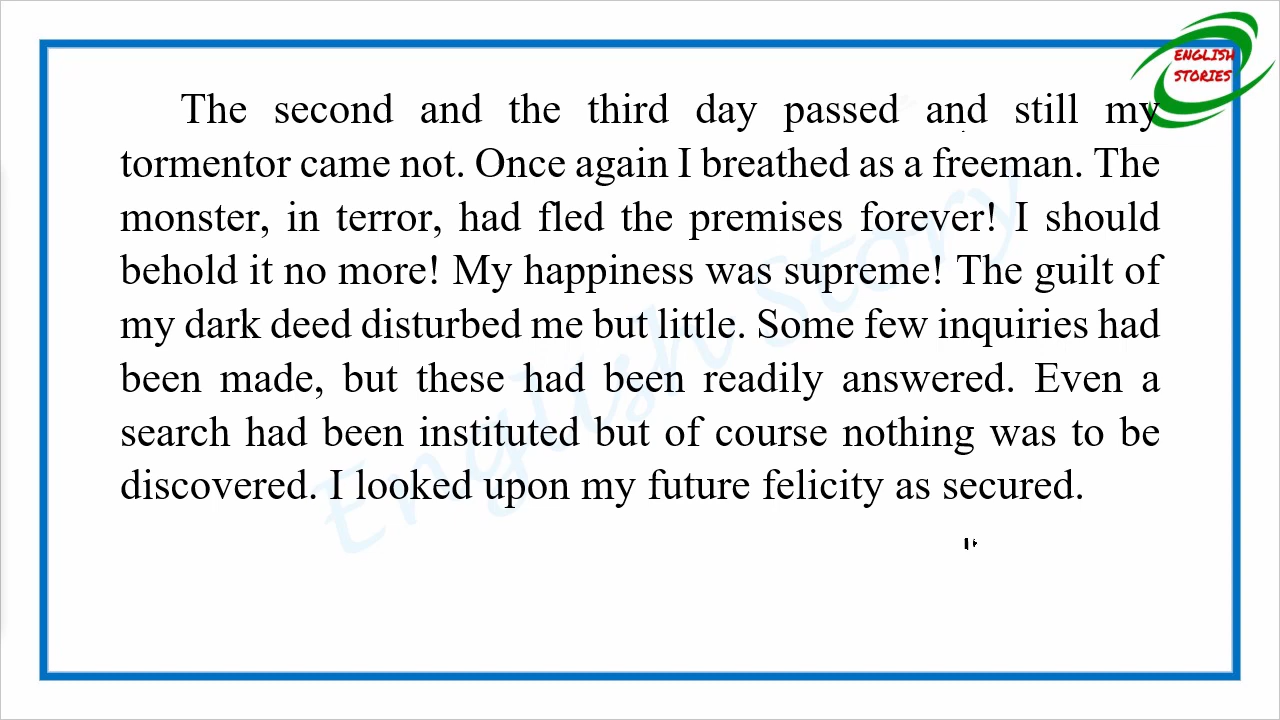 ENGLISH
STORIES
The second and the third day passed and still my
tormentor came not. Once again I breathed as a freeman. The
monster, in terror, had fled the premises forever! I should
behold it no more! My happiness was supreme! The guilt of
my dark deed disturbed me but little. Some few inquiries had
been made, but these had been readily answered. Even a
search had been instituted but of course nothing was to be
discovered. I looked upon my future felicity as secured.
English Story